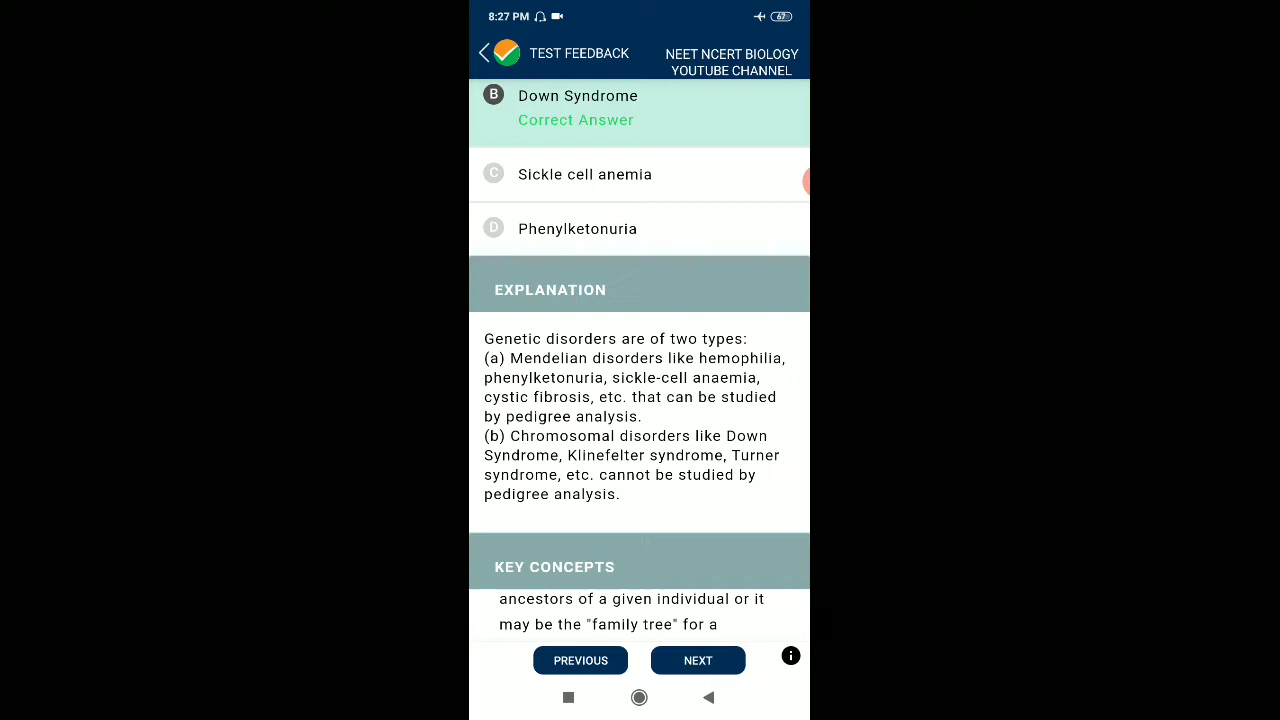 8:27 PM
67
TEST FEEDBACK
NEET NCERT BIOLOGY
YOUTUBE CHANNEL
B Down Syndrome
Correct Answer
C Sickle cell anemia
D Phenylketonuria
EXPLANATION
Genetic disorders are of two types:
(a) Mendelian disorders like hemophilia,
phenylketonuria, sickle-cell anaemia,
cystic fibrosis, etc. that can be studied
by pedigree analysis.
(b) Chromosomal disorders like Down
Syndrome, Klinefelter syndrome, Turner
syndrome, etc. cannot be studied by
pedigree analysis.
KEY CONCEPTS
ancestors of a given individual or it
may be the "family tree" for a
PREVIOUS
NEXT
i